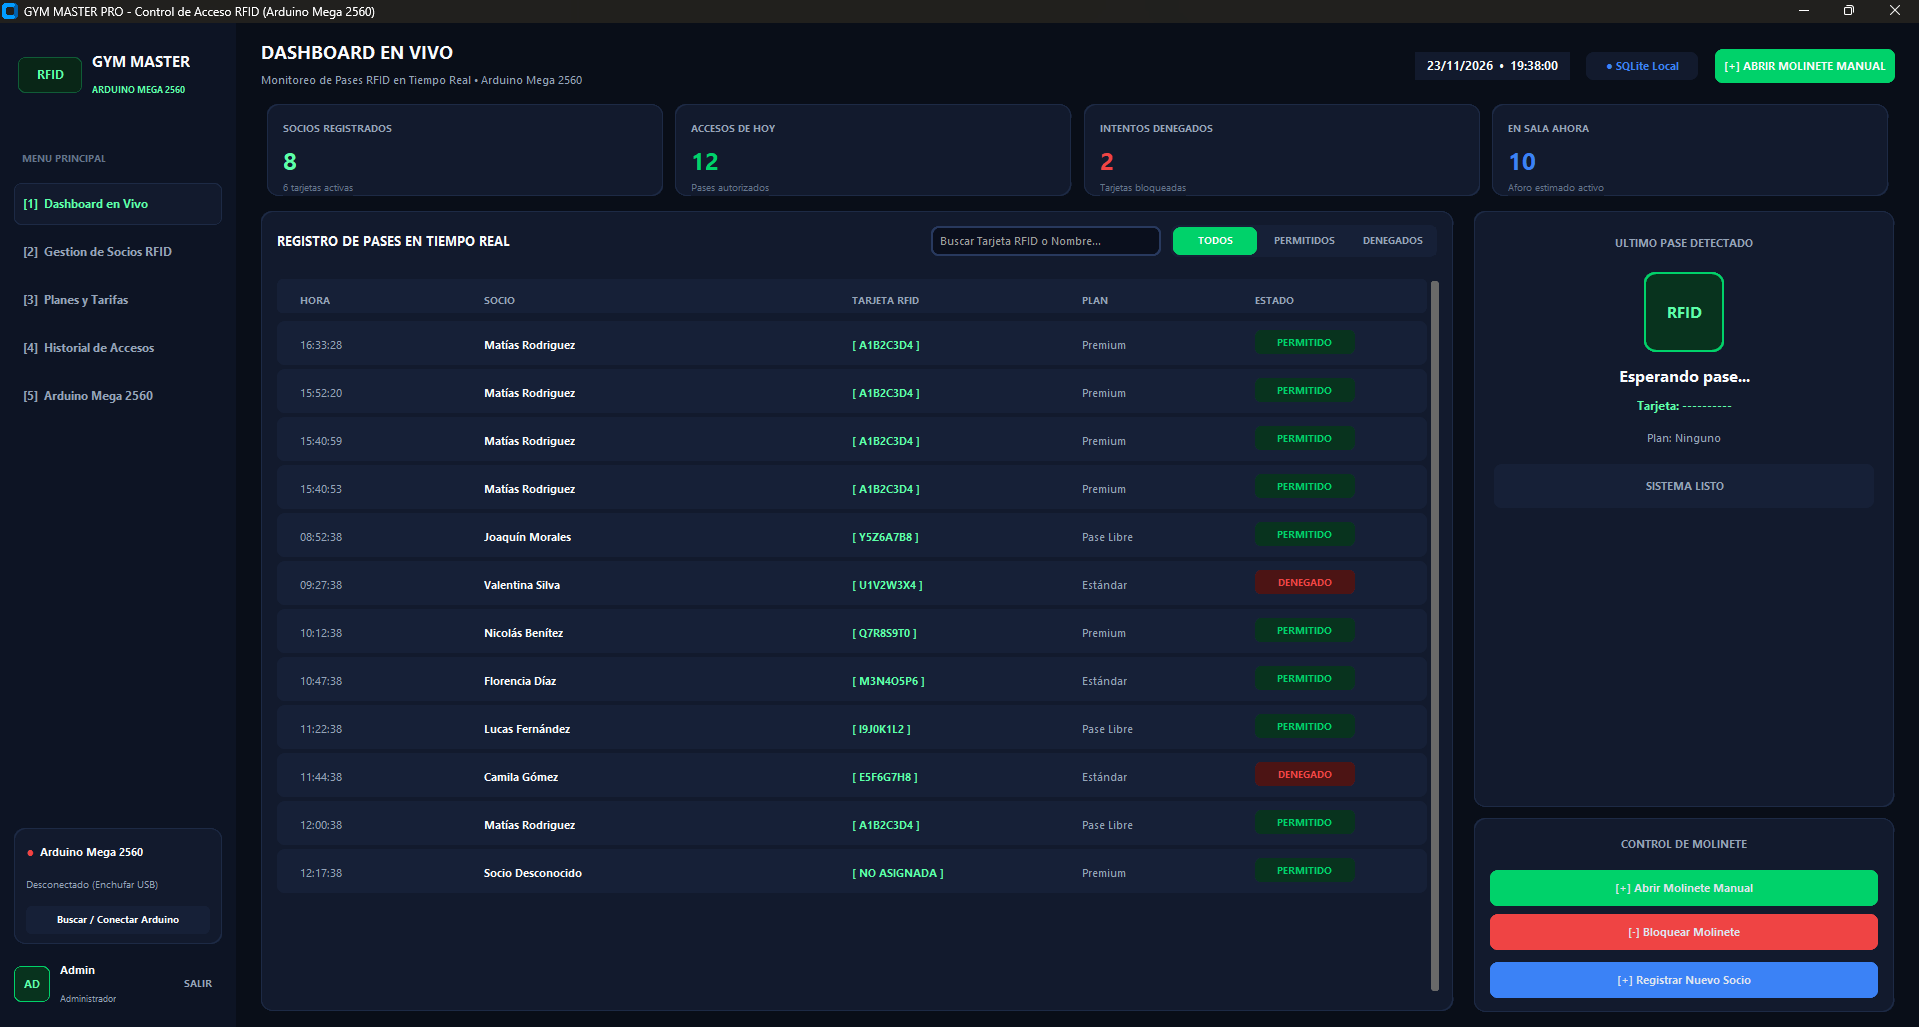 GYM MASTER PRO - Control de Acceso RFID (Arduino Mega 2560)
RFID
GYM MASTER
ARDUINO MEGA 2560
MENU PRINCIPAL
[1] Dashboard en Vivo
[2] Gestion de Socios RFID
[3] Planes y Tarifas
[4] Historial de Accesos
[5] Arduino Mega 2560
● Arduino Mega 2560
Desconectado (Enchufar USB)
Buscar / Conectar Arduino
AD
Admin
Administrador
SALIR
DASHBOARD EN VIVO
Monitoreo de Pases RFID en Tiempo Real • Arduino Mega 2560
23/11/2026 • 19:38:00
● SQLite Local
[+] ABRIR MOLINETE MANUAL
SOCIOS REGISTRADOS
8
6 tarjetas activas
ACCESOS DE HOY
12
Pases autorizados
INTENTOS DENEGADOS
2
Tarjetas bloqueadas
EN SALA AHORA
10
Aforo estimado activo
REGISTRO DE PASES EN TIEMPO REAL
Buscar Tarjeta RFID o Nombre...
TODOS PERMITIDOS DENEGADOS
HORA SOCIO TARJETA RFID PLAN ESTADO
16:33:28 Matías Rodriguez [ A1B2C3D4 ] Premium PERMITIDO
15:52:20 Matías Rodriguez [ A1B2C3D4 ] Premium PERMITIDO
15:40:59 Matías Rodriguez [ A1B2C3D4 ] Premium PERMITIDO
15:40:53 Matías Rodriguez [ A1B2C3D4 ] Premium PERMITIDO
08:52:38 Joaquín Morales [ Y5Z6A7B8 ] Pase Libre PERMITIDO
09:27:38 Valentina Silva [ U1V2W3X4 ] Estándar DENEGADO
10:12:38 Nicolás Benítez [ Q7R8S9T0 ] Premium PERMITIDO
10:47:38 Florencia Díaz [ M3N4O5P6 ] Estándar PERMITIDO
11:22:38 Lucas Fernández [ I9J0K1L2 ] Pase Libre PERMITIDO
11:44:38 Camila Gómez [ E5F6G7H8 ] Estándar DENEGADO
12:00:38 Matías Rodriguez [ A1B2C3D4 ] Pase Libre PERMITIDO
12:17:38 Socio Desconocido [ NO ASIGNADA ] Premium PERMITIDO
ULTIMO PASE DETECTADO
RFID
Esperando pase...
Tarjeta: ----------
Plan: Ninguno
SISTEMA LISTO
CONTROL DE MOLINETE
[+] Abrir Molinete Manual
[-] Bloquear Molinete
[+] Registrar Nuevo Socio